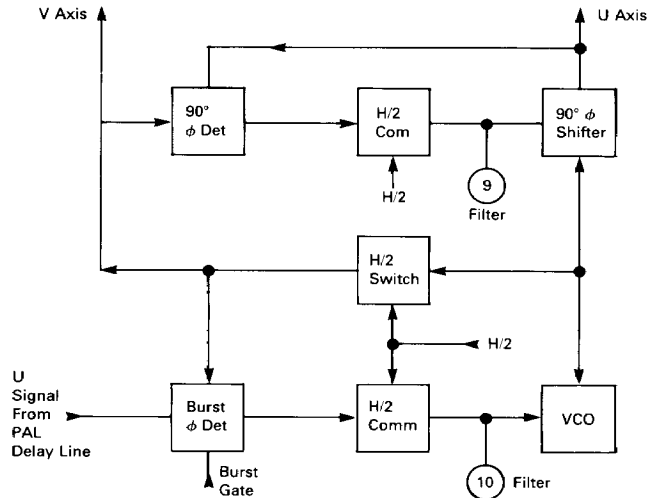 V Axis
U Axis
90°
φ Det
H/2
Com
90° φ
Shifter
H/2
9
Filter
H/2
Switch
H/2
U
Signal
From
PAL
Delay Line
Burst
φ Det
H/2
Comm
VCO
Burst
Gate
10
Filter